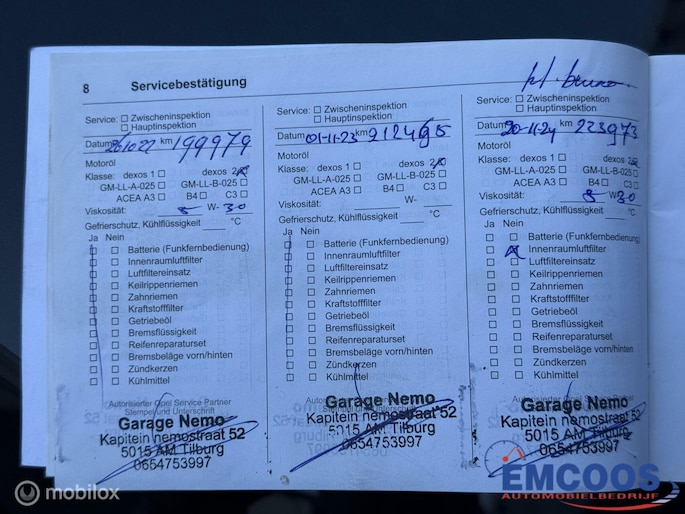 8 Servicebestätigung
Service: Zwischeninspektion
Hauptinspektion
Datum 26 10 22 km 199979
Motoröl
Klasse: dexos 1 dexos 2
GM-LL-A-025 GM-LL-B-025
ACEA A3 B4 C3
Viskosität: 5 W- 30
Gefrierschutz, Kühlflüssigkeit °C
Ja Nein
Batterie (Funkfernbedienung)
Innenraumluftfilter
Luftfiltereinsatz
Keilrippenriemen
Zahnriemen
Kraftstofffilter
Getriebeöl
Bremsflüssigkeit
Reifenreparaturset
Bremsbeläge vorn/hinten
Zündkerzen
Kühlmittel
Autorisierter Opel Service Partner
Stempel und Unterschrift
Garage Nemo
Kapitein nemostraat 52
5015 AM Tilburg
0654753997
Service: Zwischeninspektion
Hauptinspektion
Datum 01-11-23 km
Motoröl
Klasse: dexos 1 dexos 2
GM-LL-A-025 GM-LL-B-025
ACEA A3 B4 C3
Viskosität: W-
Gefrierschutz, Kühlflüssigkeit °C
Ja Nein
Batterie (Funkfernbedienung)
Innenraumluftfilter
Luftfiltereinsatz
Keilrippenriemen
Zahnriemen
Kraftstofffilter
Getriebeöl
Bremsflüssigkeit
Reifenreparaturset
Bremsbeläge vorn/hinten
Zündkerzen
Kühlmittel
Garage Nemo
Kapitein nemostraat 52
5015 AM Tilburg
0654753997
Service: Zwischeninspektion
Hauptinspektion
Datum 20-11-24 km 223973
Motoröl
Klasse: dexos 1 dexos 2
GM-LL-A-025 GM-LL-B-025
ACEA A3 B4 C3
Viskosität: 5 W 30
Gefrierschutz, Kühlflüssigkeit °C
Ja Nein
Batterie (Funkfernbedienung)
Innenraumluftfilter
Luftfiltereinsatz
Keilrippenriemen
Zahnriemen
Kraftstofffilter
Getriebeöl
Bremsflüssigkeit
Reifenreparaturset
Bremsbeläge vorn/hinten
Zündkerzen
Kühlmittel
Garage Nemo
Kapitein nemostraat 52
5015 AM Tilburg
0654753997
EMCOOS
AUTOMOBIELBEDRIJF
mobilox